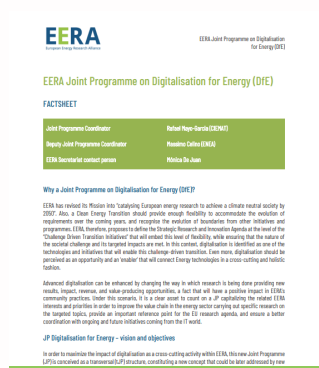 EERA
European Energy Research Alliance
EERA Joint Programme on Digitalisation
for Energy (DfE)
EERA Joint Programme on Digitalisation for Energy (DfE)
FACTSHEET
Joint Programme Coordinator Rafael Mayo-García (CIEMAT)
Deputy Joint Programme Coordinator Massimo Celino (ENEA)
EERA Secretariat contact person Mónica De Juan
Why a Joint Programme on Digitalisation for Energy (DfE)?
EERA has revised its Mission into "catalysing European energy research to achieve a climate neutral society by
2050". Also, a Clean Energy Transition should provide enough flexibility to accommodate the evolution of
requirements over the coming years, and recognise the evolution of boundaries from other initiatives and
programmes. EERA, therefore, proposes to define the Strategic Research and Innovation Agenda at the level of the
"Challenge Driven Transition Initiatives" that will embed this level of flexibility, while ensuring that the nature of
the societal challenge and its targeted impacts are met. In this context, digitalisation is identified as one of the
technologies and initiatives that will enable this challenge-driven transition. Even more, digitalisation should be
perceived as an opportunity and an 'enabler' that will connect Energy technologies in a cross-cutting and holistic
fashion.
Advanced digitalisation can be enhanced by changing the way in which research is being done providing new
results, impact, revenue, and value-producing opportunities, a fact that will have a positive impact in EERA's
community practices. Under this scenario, it is a clear asset to count on a JP capitalizing the related EERA
interests and priorities in order to improve the value chain in the energy sector carrying out specific research on
the targeted topics, provide an important reference point for the EU research agenda, and ensure a better
coordination with ongoing and future initiatives coming from the IT world.
JP Digitalisation for Energy - vision and objectives
In order to maximize the impact of digitalisation as a cross-cutting activity within EERA, this new Joint Programme
(JP) is conceived as a transversal (tJP) structure, constituting a new concept that could be later addressed by new